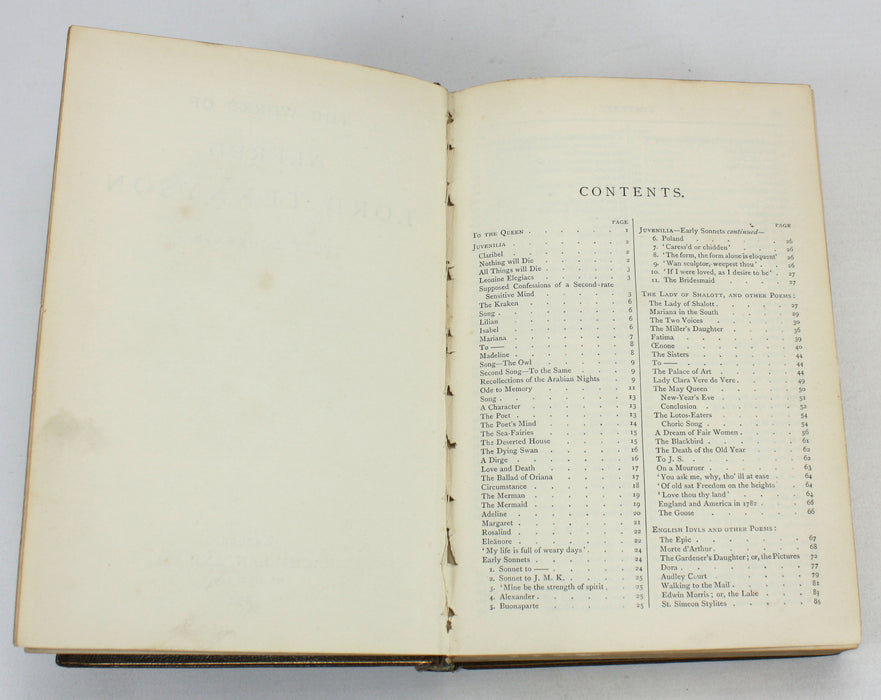 CONTENTS.
PAGE
TO THE QUEEN . . . . . . 1
JUVENILIA . . . . . . . 2
Claribel . . . . . . . 2
Nothing will Die . . . . . 2
All Things will Die . . . . . 3
Leonine Elegiacs . . . . . 3
Supposed Confessions of a Second-rate
Sensitive Mind . . . . . 3
The Kraken . . . . . . 6
Song . . . . . . . 6
Lilian . . . . . . . 6
Isabel . . . . . . . 6
Mariana . . . . . . . 7
To —— . . . . . . . 8
Madeline . . . . . . . 8
Song—The Owl . . . . . 9
Second Song—To the Same . . . . 9
Recollections of the Arabian Nights . 9
Ode to Memory . . . . . 11
Song . . . . . . . 13
A Character . . . . . . 13
The Poet . . . . . . . 13
The Poet's Mind . . . . . 14
The Sea-Fairies . . . . . 15
The Deserted House . . . . . 15
The Dying Swan . . . . . 16
A Dirge . . . . . . . 16
Love and Death . . . . . 17
The Ballad of Oriana . . . . . 17
Circumstance . . . . . . 18
The Merman . . . . . . 19
The Mermaid . . . . . . 19
Adeline . . . . . . . 20
Margaret . . . . . . . 21
Rosalind . . . . . . . 22
Eleänore . . . . . . . 22
'My life is full of weary days' . . . 24
Early Sonnets . . . . . . 24
1. Sonnet to —— . . . . . 24
2. Sonnet to J. M. K. . . . . 25
3. 'Mine be the strength of spirit . . 25
4. Alexander . . . . . . 25
5. Buonaparte . . . . . 25
PAGE
JUVENILIA—Early Sonnets continued—
6. Poland . . . . . . 26
7. 'Caress'd or chidden' . . . . 26
8. 'The form, the form alone is eloquent' 26
9. 'Wan sculptor, weepest thou' . . 26
10. 'If I were loved, as I desire to be' . 27
11. The Bridesmaid . . . . . 27
THE LADY OF SHALOTT, AND OTHER POEMS:
The Lady of Shalott . . . . . 27
Mariana in the South . . . . . 29
The Two Voices . . . . . 30
The Miller's Daughter . . . . . 36
Fatima . . . . . . . 39
Œnone . . . . . . . 40
The Sisters . . . . . . 44
To —— . . . . . . . 44
The Palace of Art . . . . . 44
Lady Clara Vere de Vere . . . . 49
The May Queen . . . . . 50
New-Year's Eve . . . . . 51
Conclusion . . . . . . 52
The Lotos-Eaters . . . . . 54
Choric Song . . . . . . 54
A Dream of Fair Women . . . . 56
The Blackbird . . . . . . 61
The Death of the Old Year . . . . 62
To J. S. . . . . . . . 62
On a Mourner . . . . . . 63
'You ask me, why, tho' ill at ease . . 64
'Of old sat Freedom on the heights' . 64
'Love thou thy land' . . . . . 64
England and America in 1782 . . . 66
The Goose . . . . . . 66
ENGLISH IDYLS AND OTHER POEMS:
The Epic . . . . . . . 67
Morte d'Arthur . . . . . 68
The Gardener's Daughter; or, the Pictures 72
Dora . . . . . . . 77
Audley Court . . . . . . 79
Walking to the Mail . . . . . 81
Edwin Morris; or, the Lake . . . 83
St. Simeon Stylites . . . . . 85